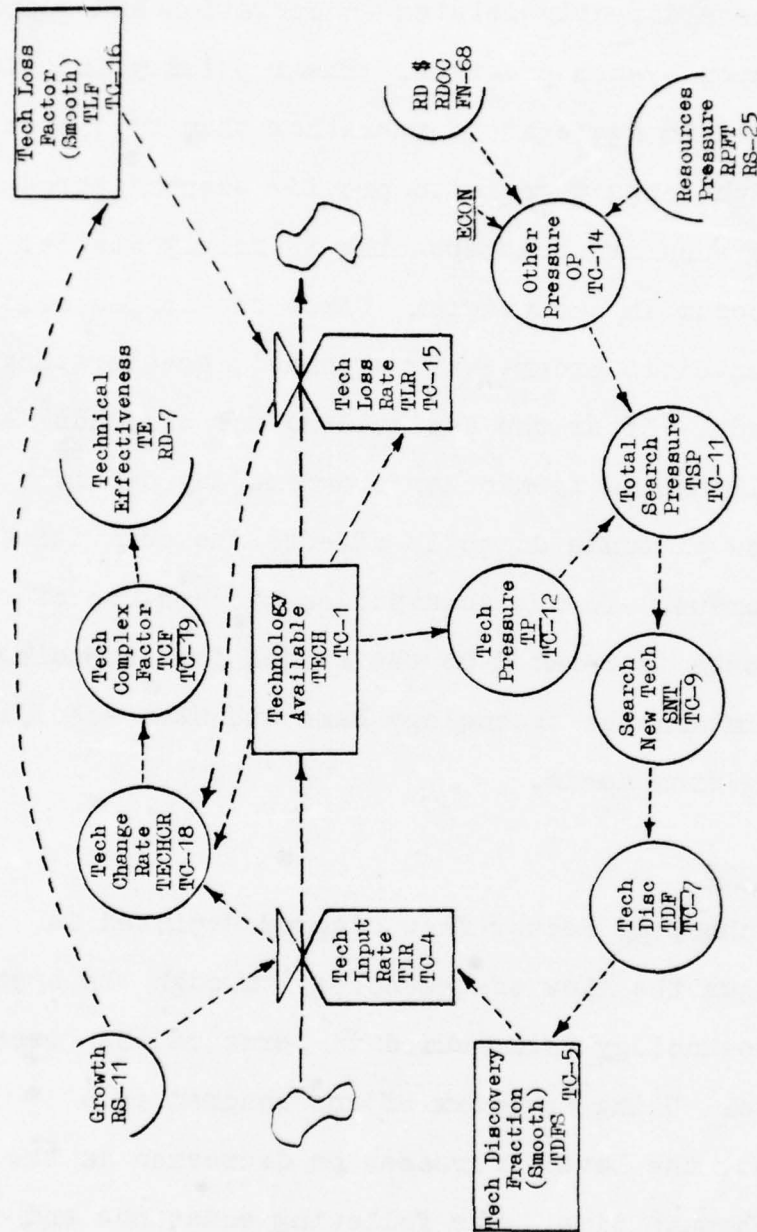 Growth
RS-11
Tech Loss
Factor
(Smooth)
TLF
TC-16
Tech
Change
Rate
TECHCR
TC-18
Tech
Complex
Factor
TCF
TC-19
Technical
Effectiveness
TE
RD-7
Tech
Input
Rate
TIR
TC-4
Technology
Available
TECH
TC-1
Tech
Loss
Rate
TLR
TC-15
Tech Discovery
Fraction
(Smooth)
TDFS TC-5
Tech
Disc
TDF
TC-7
Search
New Tech
SNT
TC-9
Tech
Pressure
TP
TC-12
Total
Search
Pressure
TSP
TC-11
Other
Pressure
OP
TC-14
ECON
RD $
RDOC
FN-68
Resources
Pressure
RPFT
RS-25